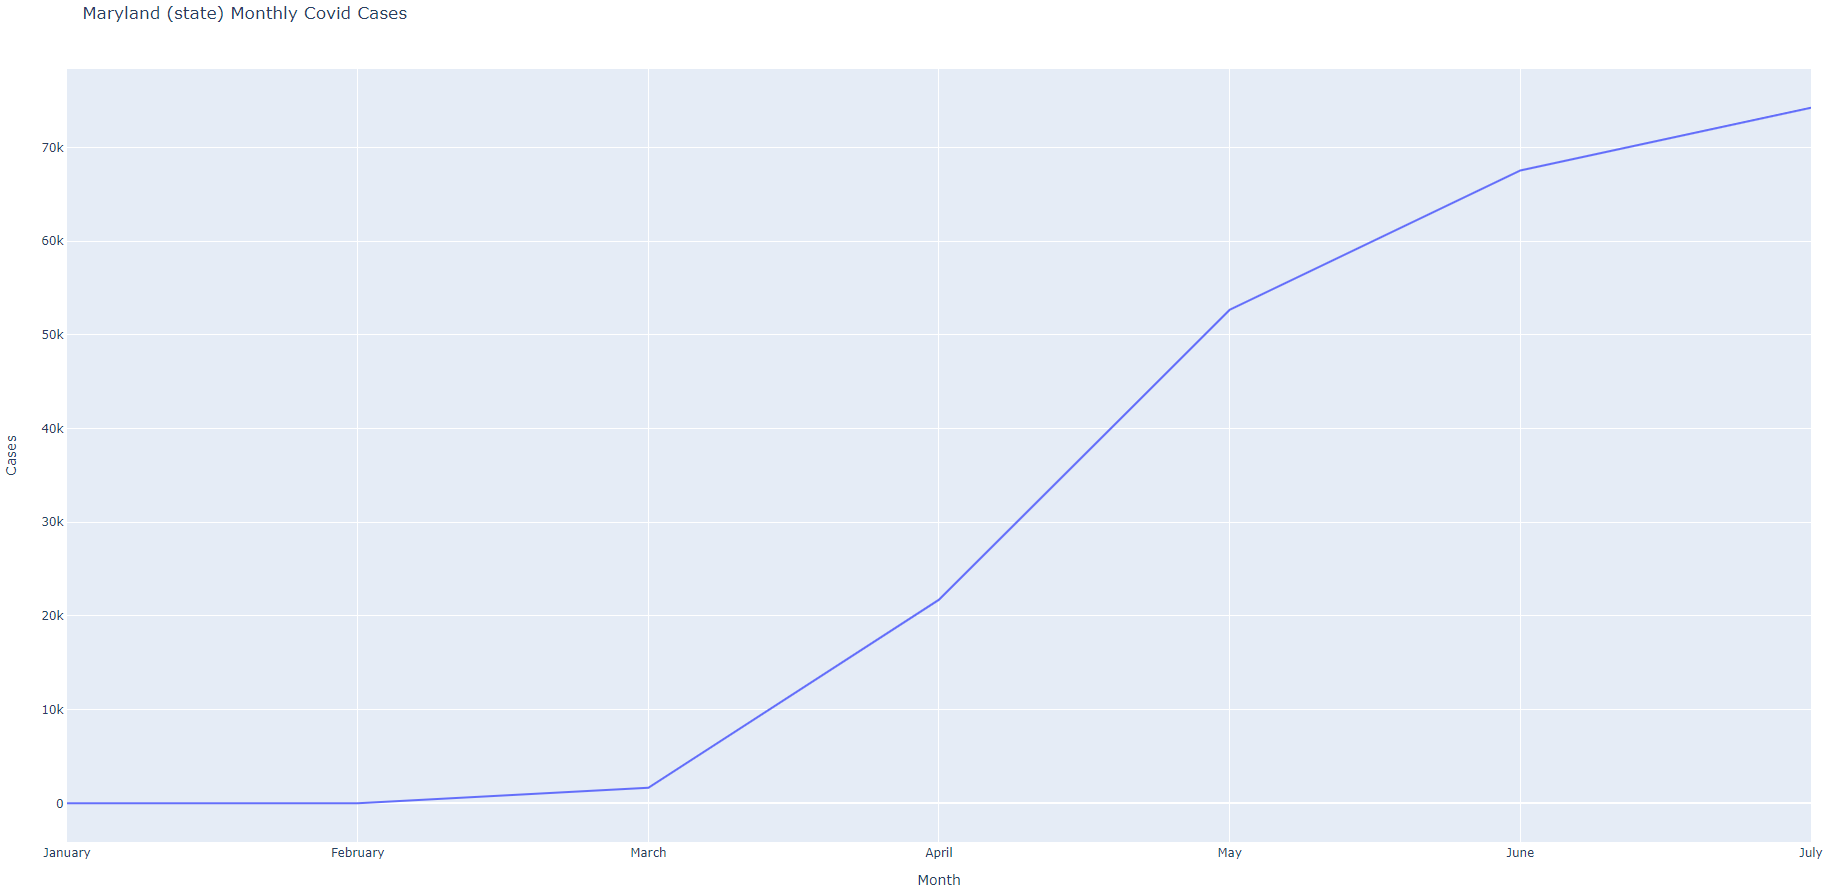 Maryland (state) Monthly Covid Cases
70k
60k
50k
40k
30k
20k
10k
0
Cases
January February March April May June July
Month